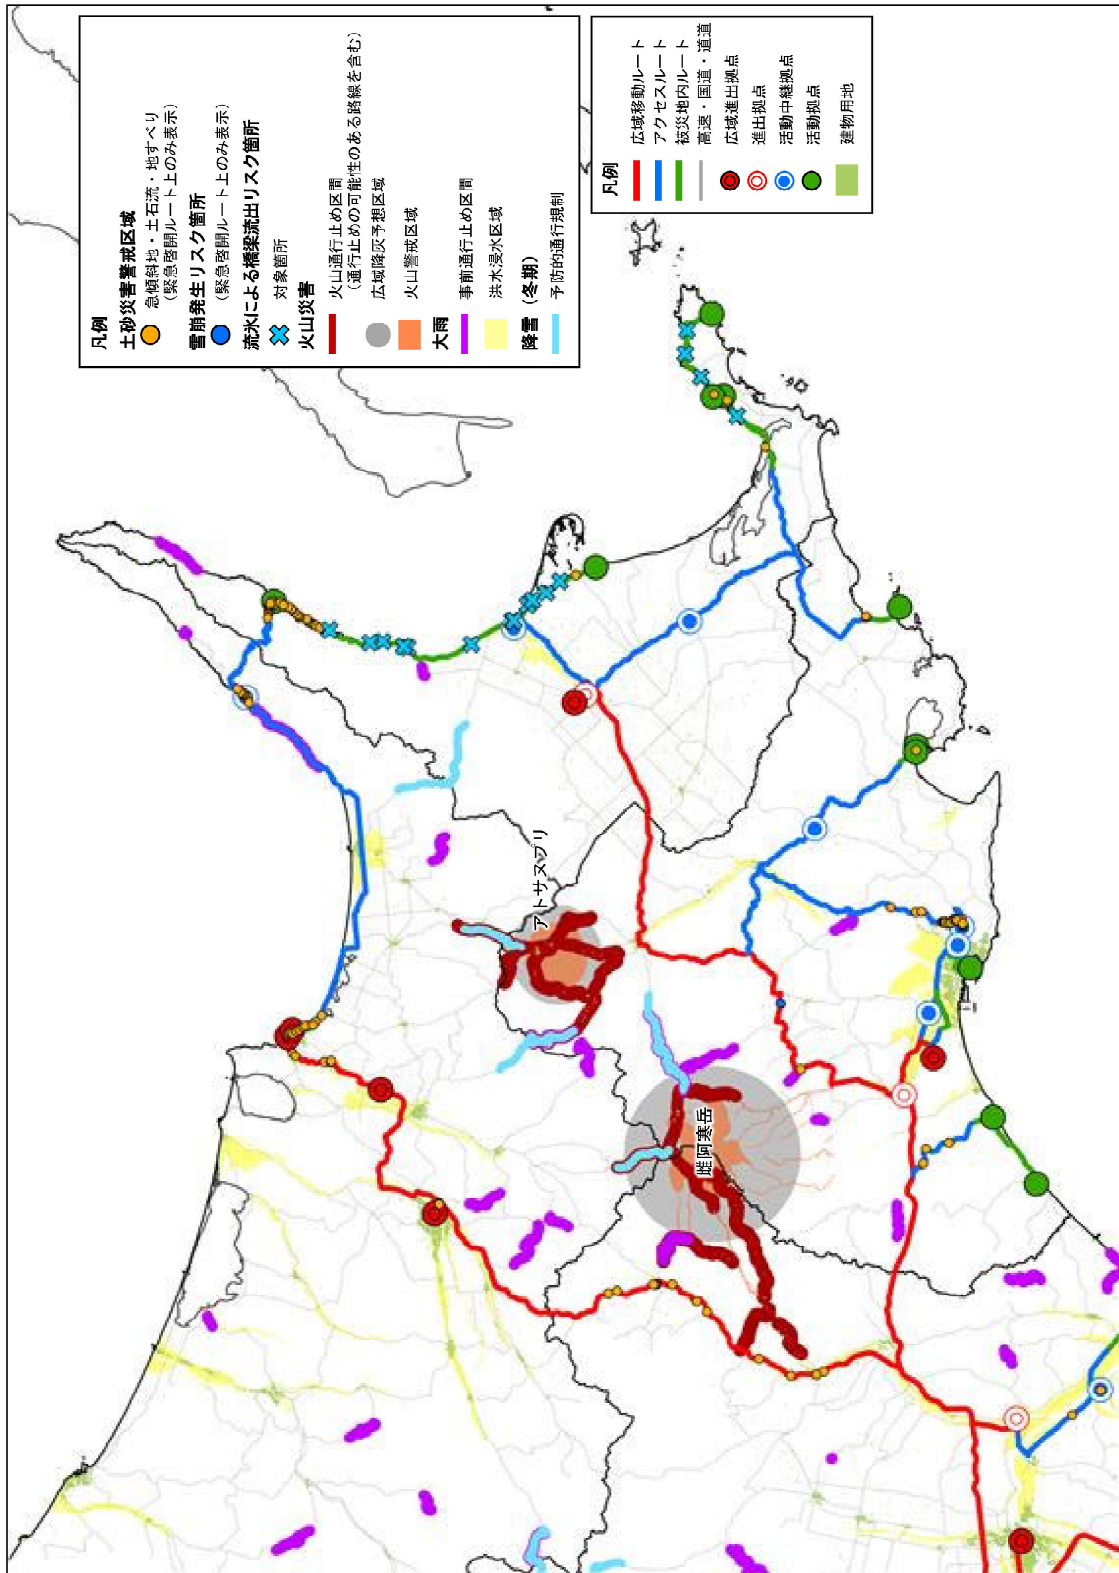 凡例
土砂災害警戒区域
急傾斜地・土石流・地すべり
（緊急啓開ルート上のみ表示）
雪崩発生リスク箇所
（緊急啓開ルート上のみ表示）
流氷による橋梁流出リスク箇所
対象箇所
火山災害
火山通行止め区間
（通行止めの可能性のある路線を含む）
広域降灰予想区域
火山警戒区域
大雨
事前通行止め区間
洪水浸水区域
降雪（冬期）
予防的通行規制
凡例
広域移動ルート
アクセスルート
被災地内ルート
高速・国道・道道
広域進出拠点
進出拠点
活動中継拠点
活動拠点
建物用地
アトサヌプリ
雌阿寒岳